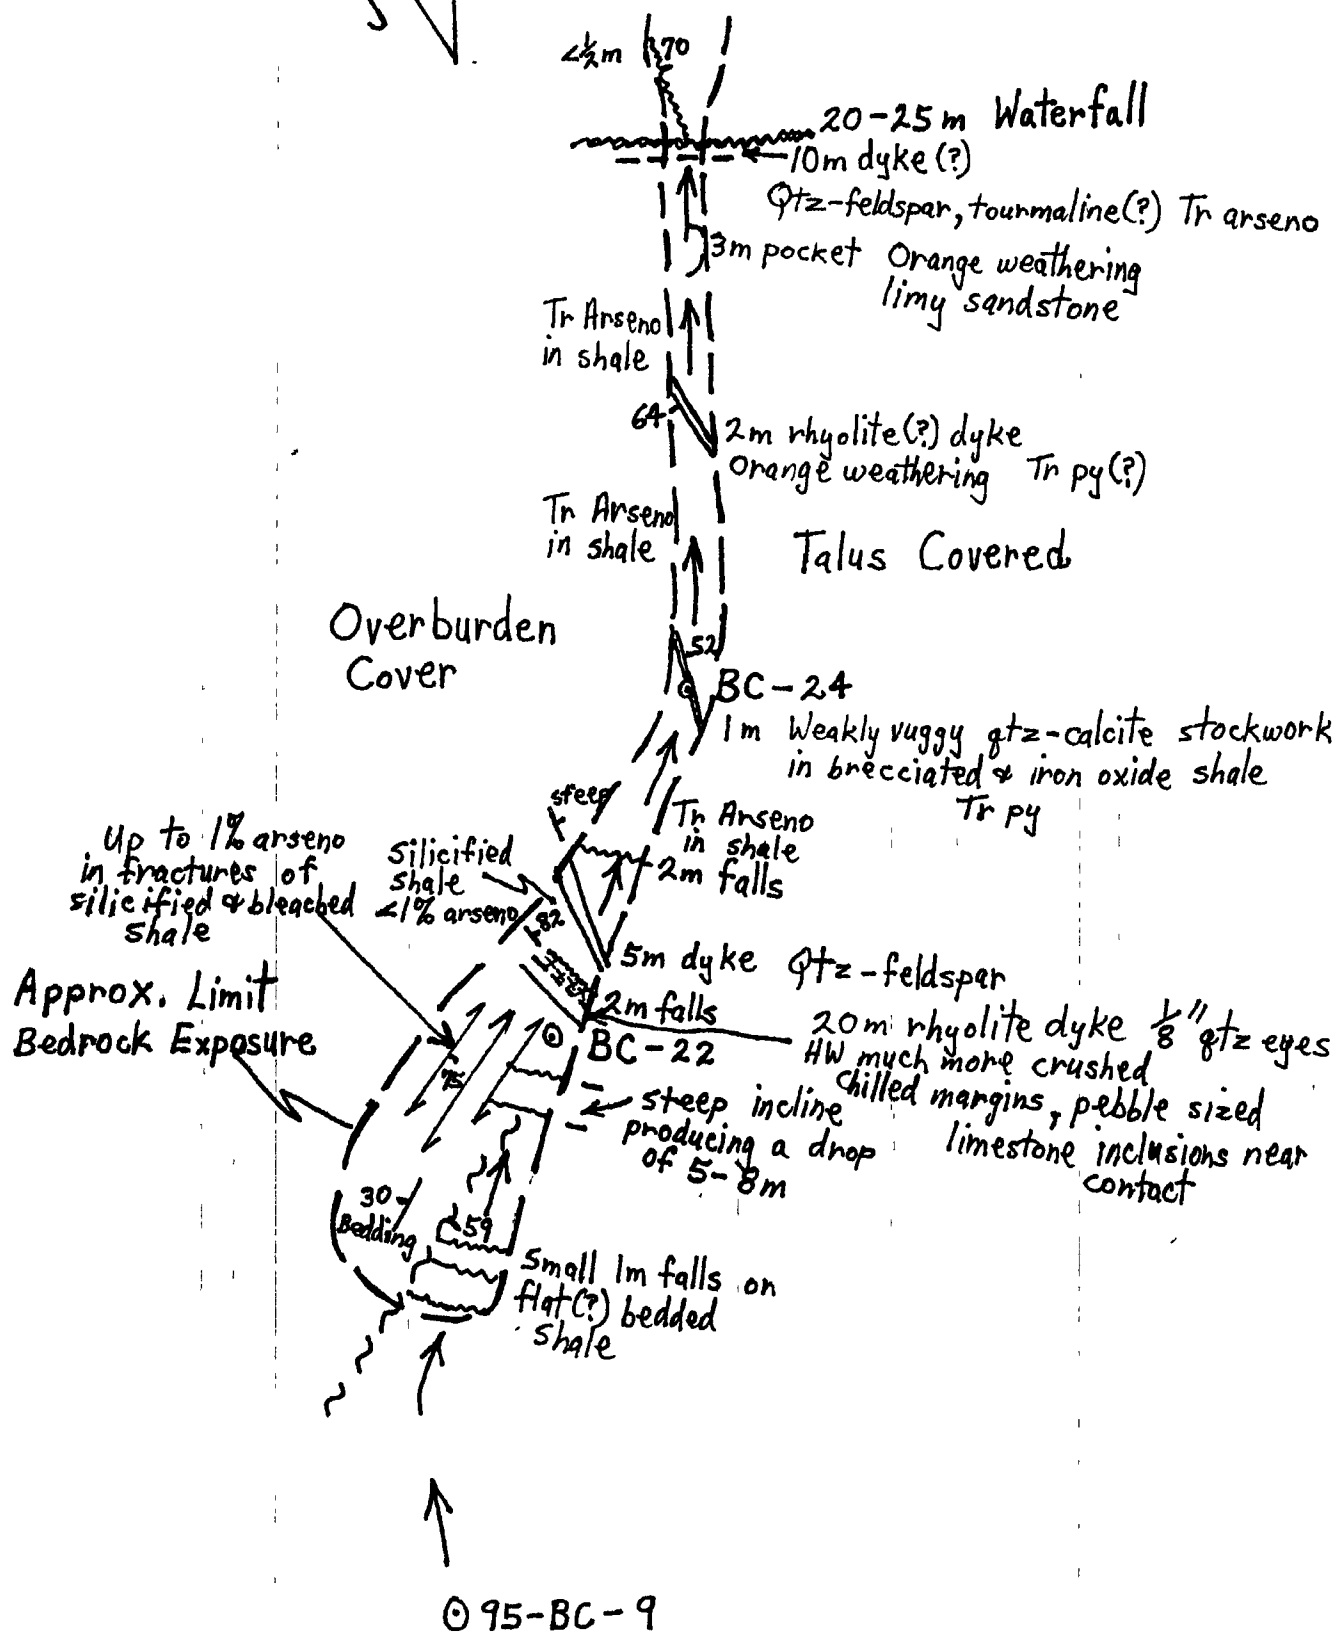 <½m
70
20-25m Waterfall
10m dyke(?)
Qtz-feldspar, tourmaline(?) Tr arseno
3m pocket Orange weathering
limy sandstone
Tr Arseno
in shale
64
2m rhyolite(?) dyke
Orange weathering Tr py(?)
Tr Arseno
in shale
Talus Covered
Overburden
Cover
52
BC-24
1m Weakly vuggy qtz-calcite stockwork
in brecciated & iron oxide shale
Tr py
steep
Tr Arseno
in shale
2m falls
Up to 1% arseno
in fractures of
silicified & bleached
shale
Silicified
shale
<1% arseno
82
5m dyke Qtz-feldspar
2m falls
Approx. Limit
Bedrock Exposure
BC-22
20m rhyolite dyke ⅛" qtz eyes
HW much more crushed
Chilled margins, pebble sized
limestone inclusions near
contact
75
steep incline
producing a drop
of 5-8m
30
Bedding
59
Small 1m falls on
flat(?) bedded
shale
95-BC-9